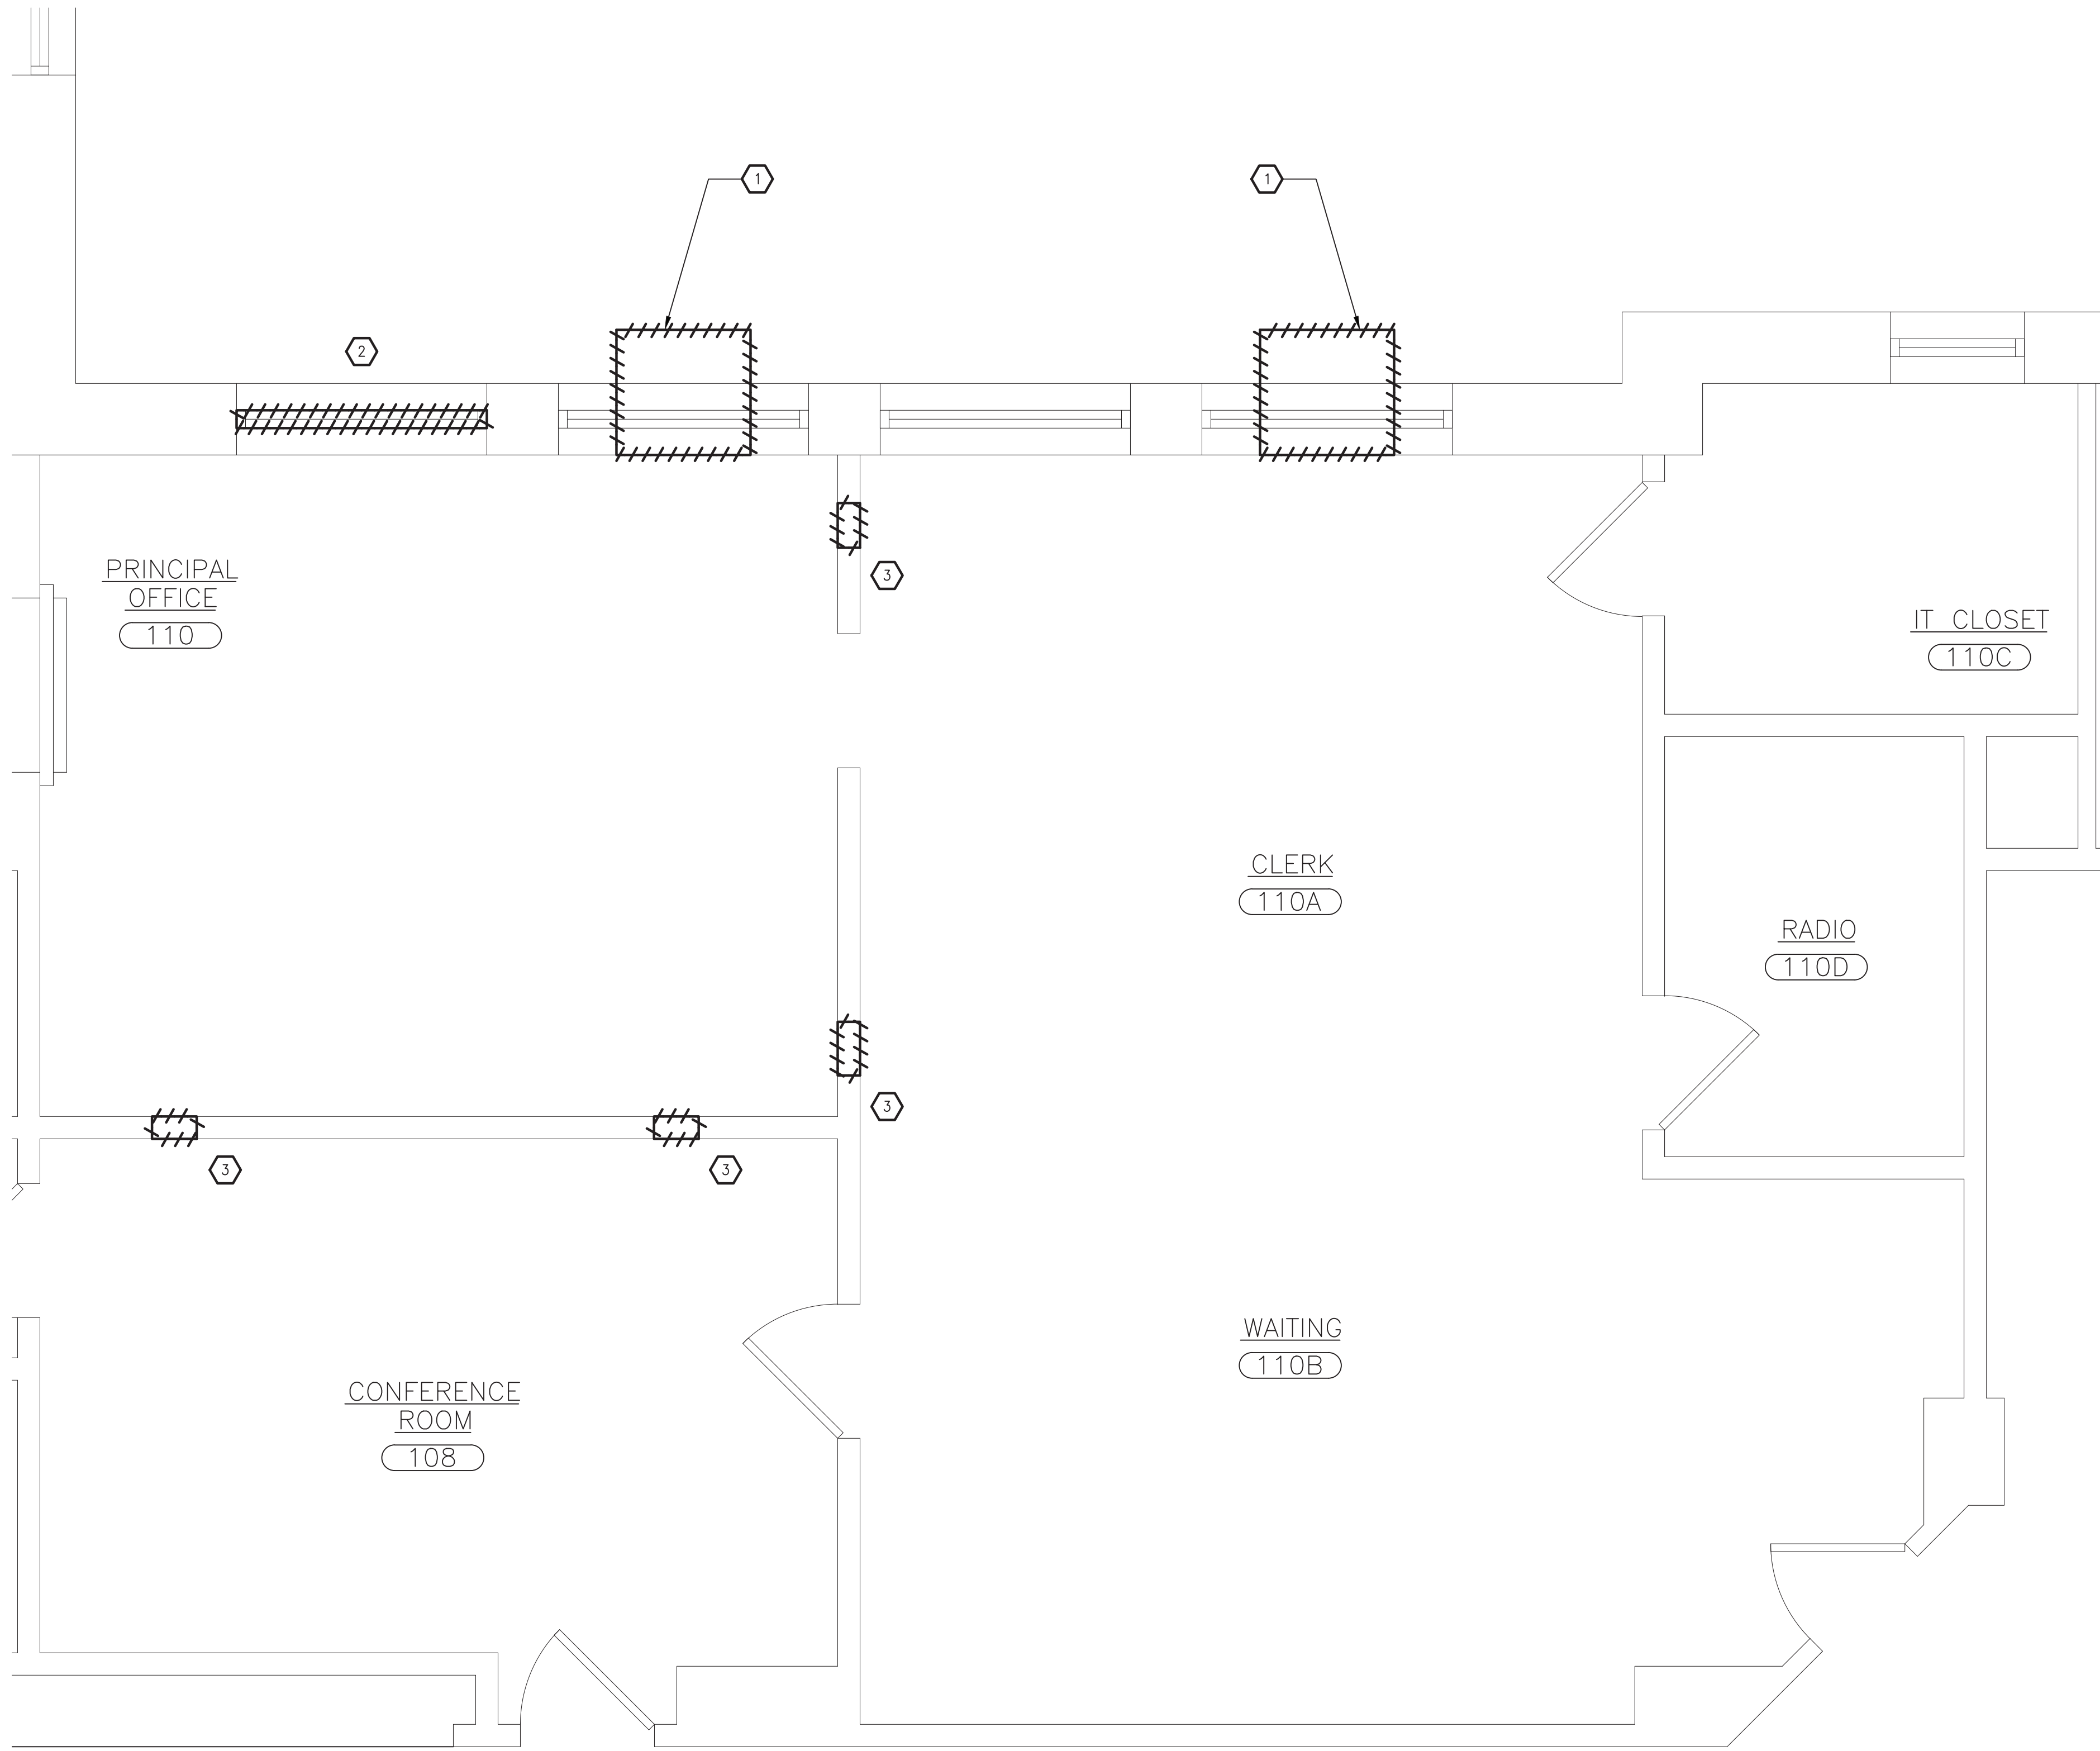 1
1
2
3
PRINCIPAL
OFFICE
110
IT CLOSET
110C
CLERK
110A
RADIO
110D
3
3
3
WAITING
110B
CONFERENCE
ROOM
108